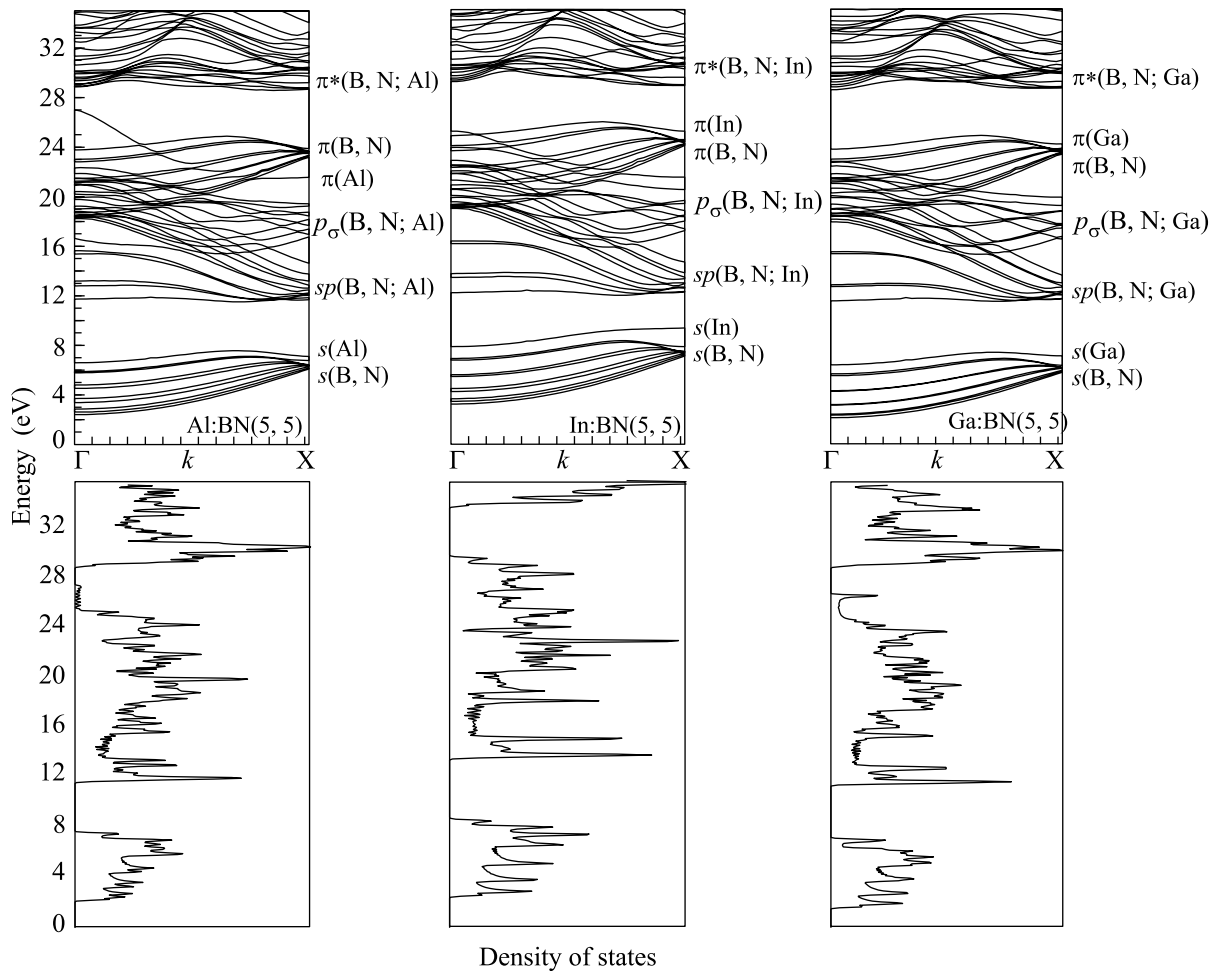 32
28
24
20
16
12
8
4
0
Energy (eV)
π*(B, N; Al)
π(B, N)
π(Al)
pσ(B, N; Al)
sp(B, N; Al)
s(Al)
s(B, N)
Al:BN(5, 5)
Γ k X
π*(B, N; In)
π(In)
π(B, N)
pσ(B, N; In)
sp(B, N; In)
s(In)
s(B, N)
In:BN(5, 5)
Γ k X
π*(B, N; Ga)
π(Ga)
π(B, N)
pσ(B, N; Ga)
sp(B, N; Ga)
s(Ga)
s(B, N)
Ga:BN(5, 5)
Γ k X
32
28
24
20
16
12
8
4
0
Density of states